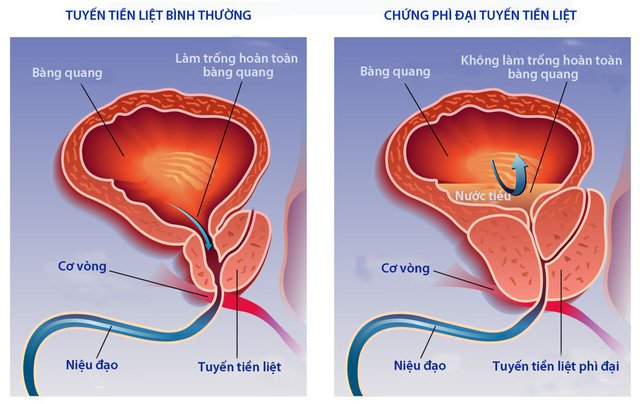 TUYẾN TIỀN LIỆT BÌNH THƯỜNG
Làm trống hoàn toàn
bàng quang
Bàng quang
Cơ vòng
Niệu đạo
Tuyến tiền liệt
CHỨNG PHÌ ĐẠI TUYẾN TIỀN LIỆT
Không làm trống hoàn toàn
bàng quang
Bàng quang
Nước tiểu
Cơ vòng
Niệu đạo
Tuyến tiền liệt phì đại